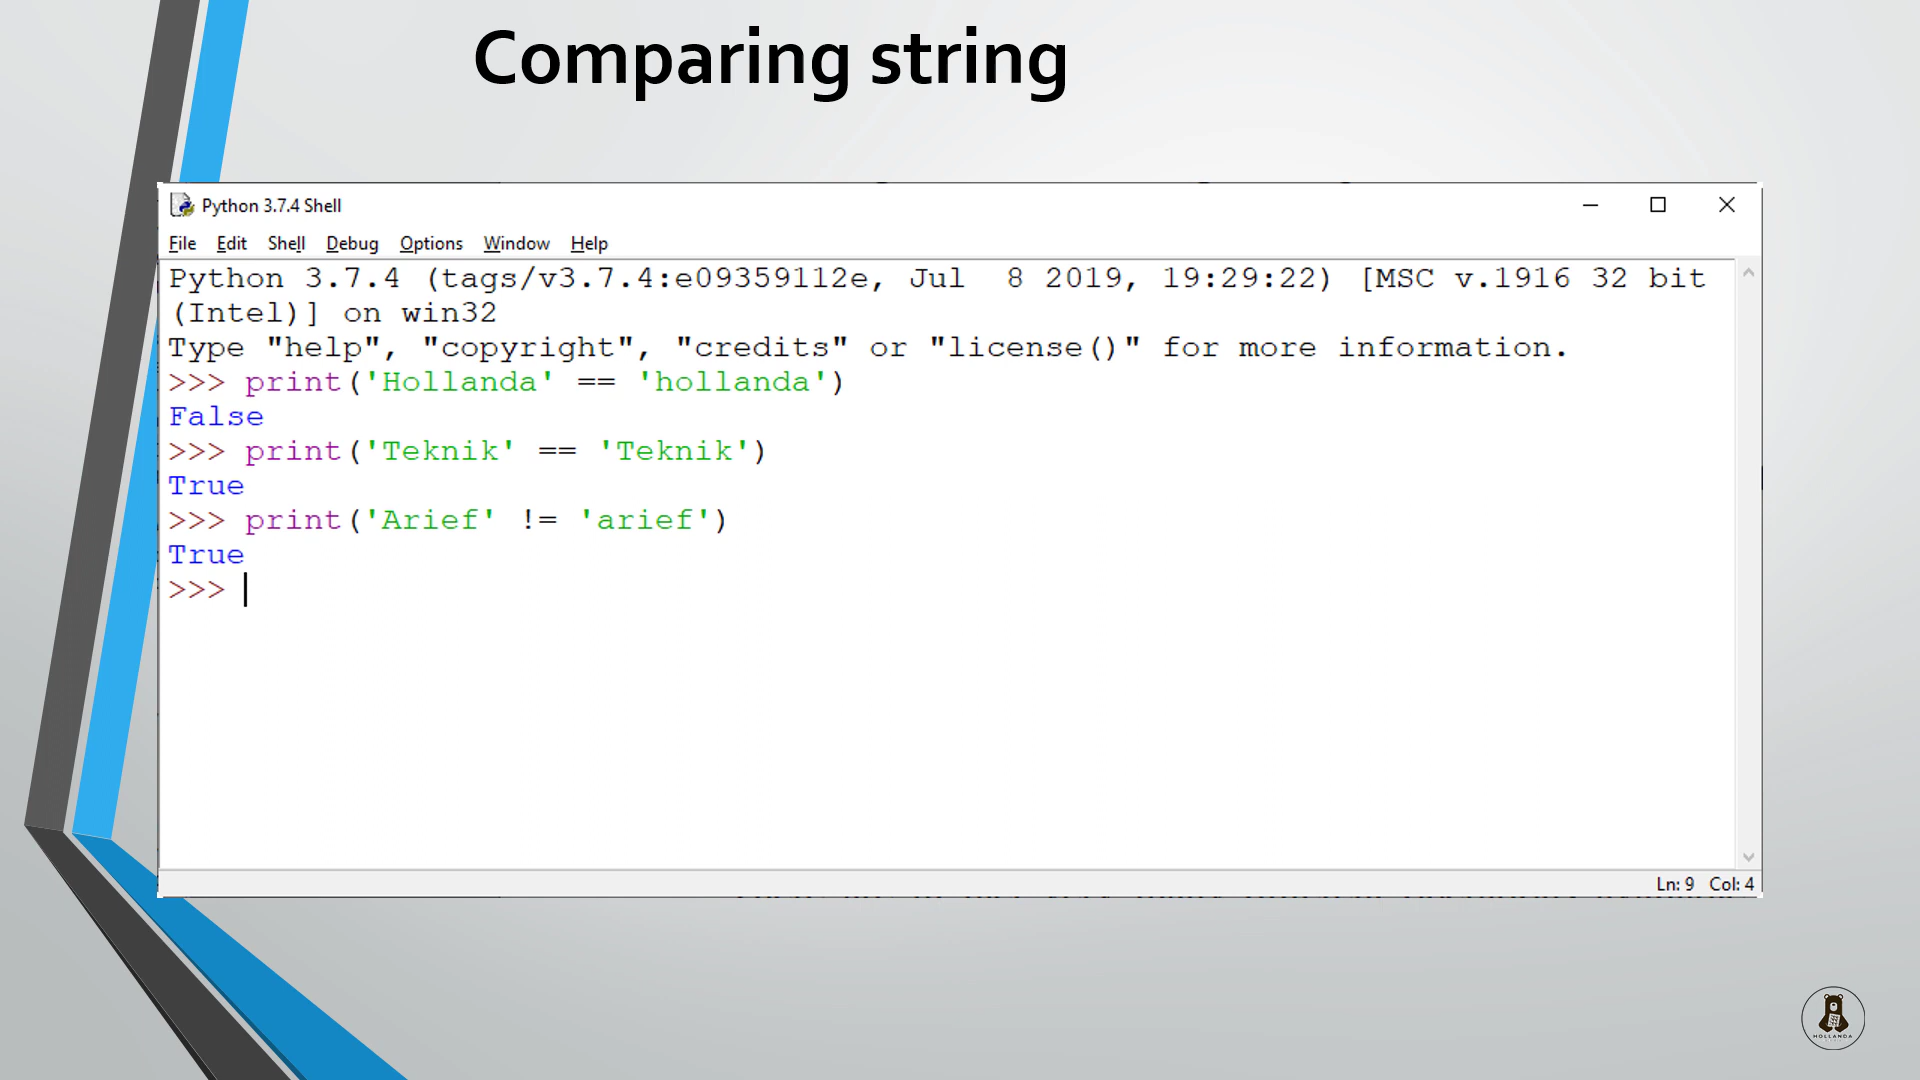 Comparing string
Python 3.7.4 Shell
File Edit Shell Debug Options Window Help
Python 3.7.4 (tags/v3.7.4:e09359112e, Jul  8 2019, 19:29:22) [MSC v.1916 32 bit
(Intel)] on win32
Type "help", "copyright", "credits" or "license()" for more information.
>>> print('Hollanda' == 'hollanda')
False
>>> print('Teknik' == 'Teknik')
True
>>> print('Arief' != 'arief')
True
>>>
Ln: 9 Col: 4
HOLLANDA